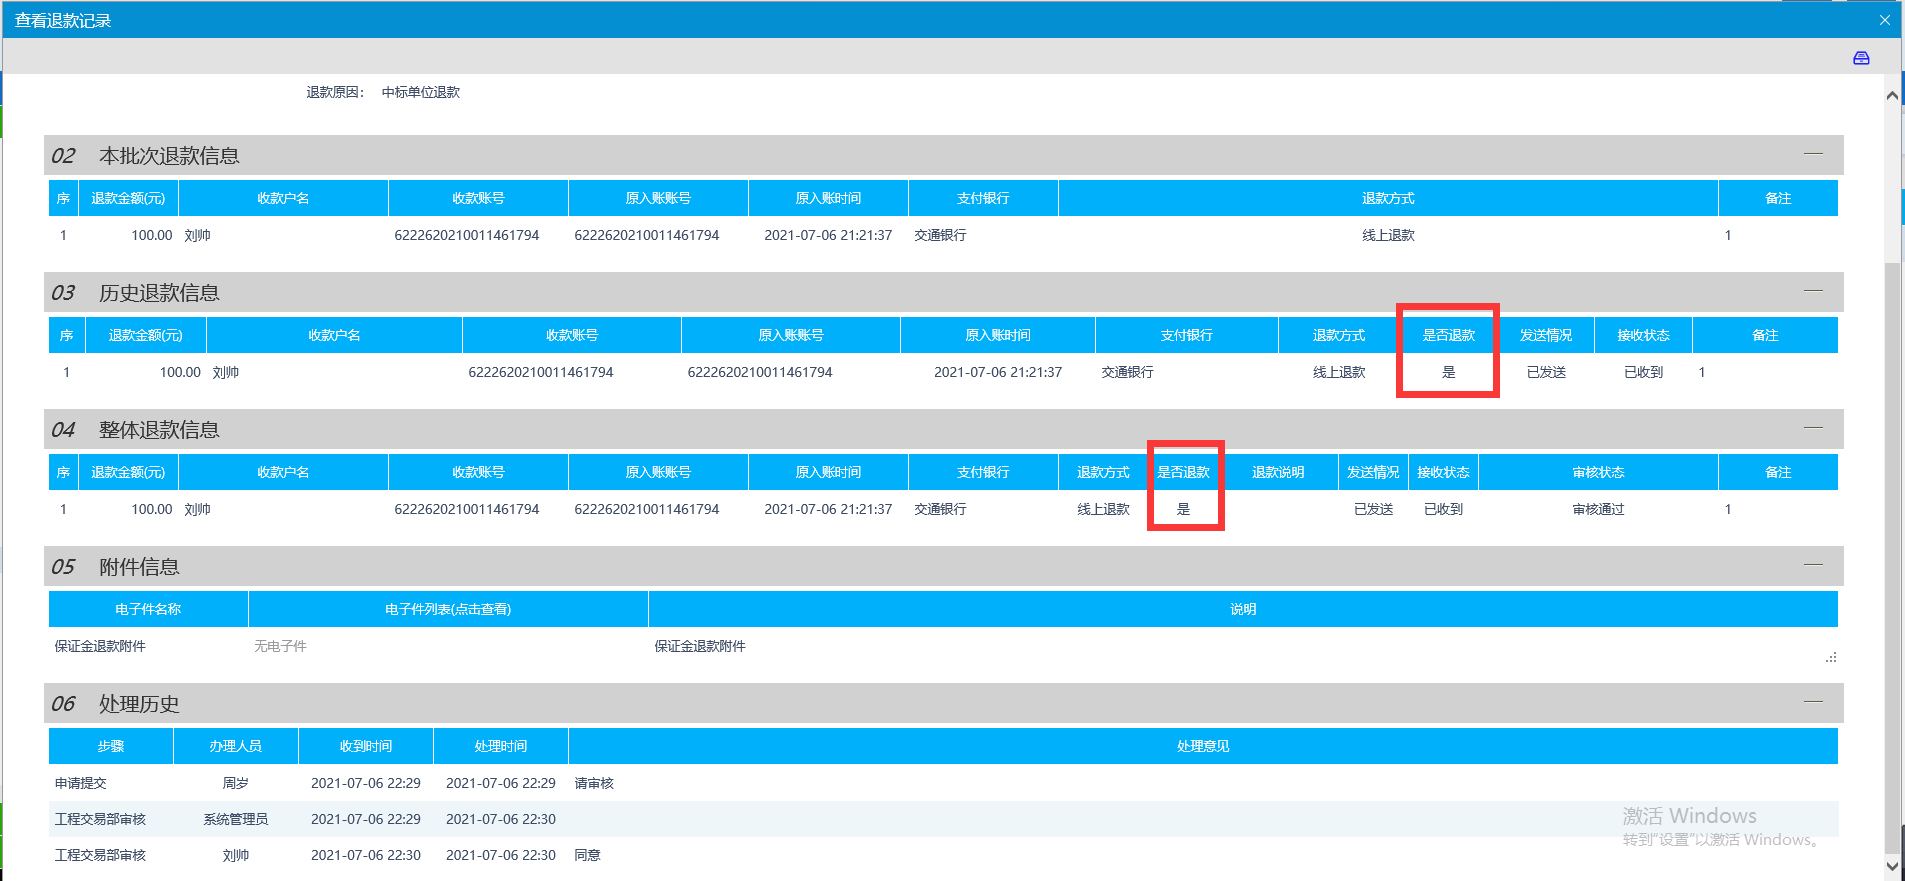 查看退款记录
退款原因： 中标单位退款
02 本批次退款信息
序 退款金额(元) 收款户名 收款账号 原入账账号 原入账时间 支付银行 退款方式 备注
1 100.00 刘帅 6222620210011461794 6222620210011461794 2021-07-06 21:21:37 交通银行 线上退款 1
03 历史退款信息
序 退款金额(元) 收款户名 收款账号 原入账账号 原入账时间 支付银行 退款方式 是否退款 发送情况 接收状态 备注
1 100.00 刘帅 6222620210011461794 6222620210011461794 2021-07-06 21:21:37 交通银行 线上退款 是 已发送 已收到 1
04 整体退款信息
序 退款金额(元) 收款户名 收款账号 原入账账号 原入账时间 支付银行 退款方式 是否退款 退款说明 发送情况 接收状态 审核状态 备注
1 100.00 刘帅 6222620210011461794 6222620210011461794 2021-07-06 21:21:37 交通银行 线上退款 是 已发送 已收到 审核通过 1
05 附件信息
电子件名称 电子件列表(点击查看) 说明
保证金退款附件 无电子件 保证金退款附件
06 处理历史
步骤 办理人员 收到时间 处理时间 处理意见
申请提交 周岁 2021-07-06 22:29 2021-07-06 22:29 请审核
工程交易部审核 系统管理员 2021-07-06 22:29 2021-07-06 22:30
工程交易部审核 刘帅 2021-07-06 22:30 2021-07-06 22:30 同意
激活 Windows
转到"设置"以激活 Windows。